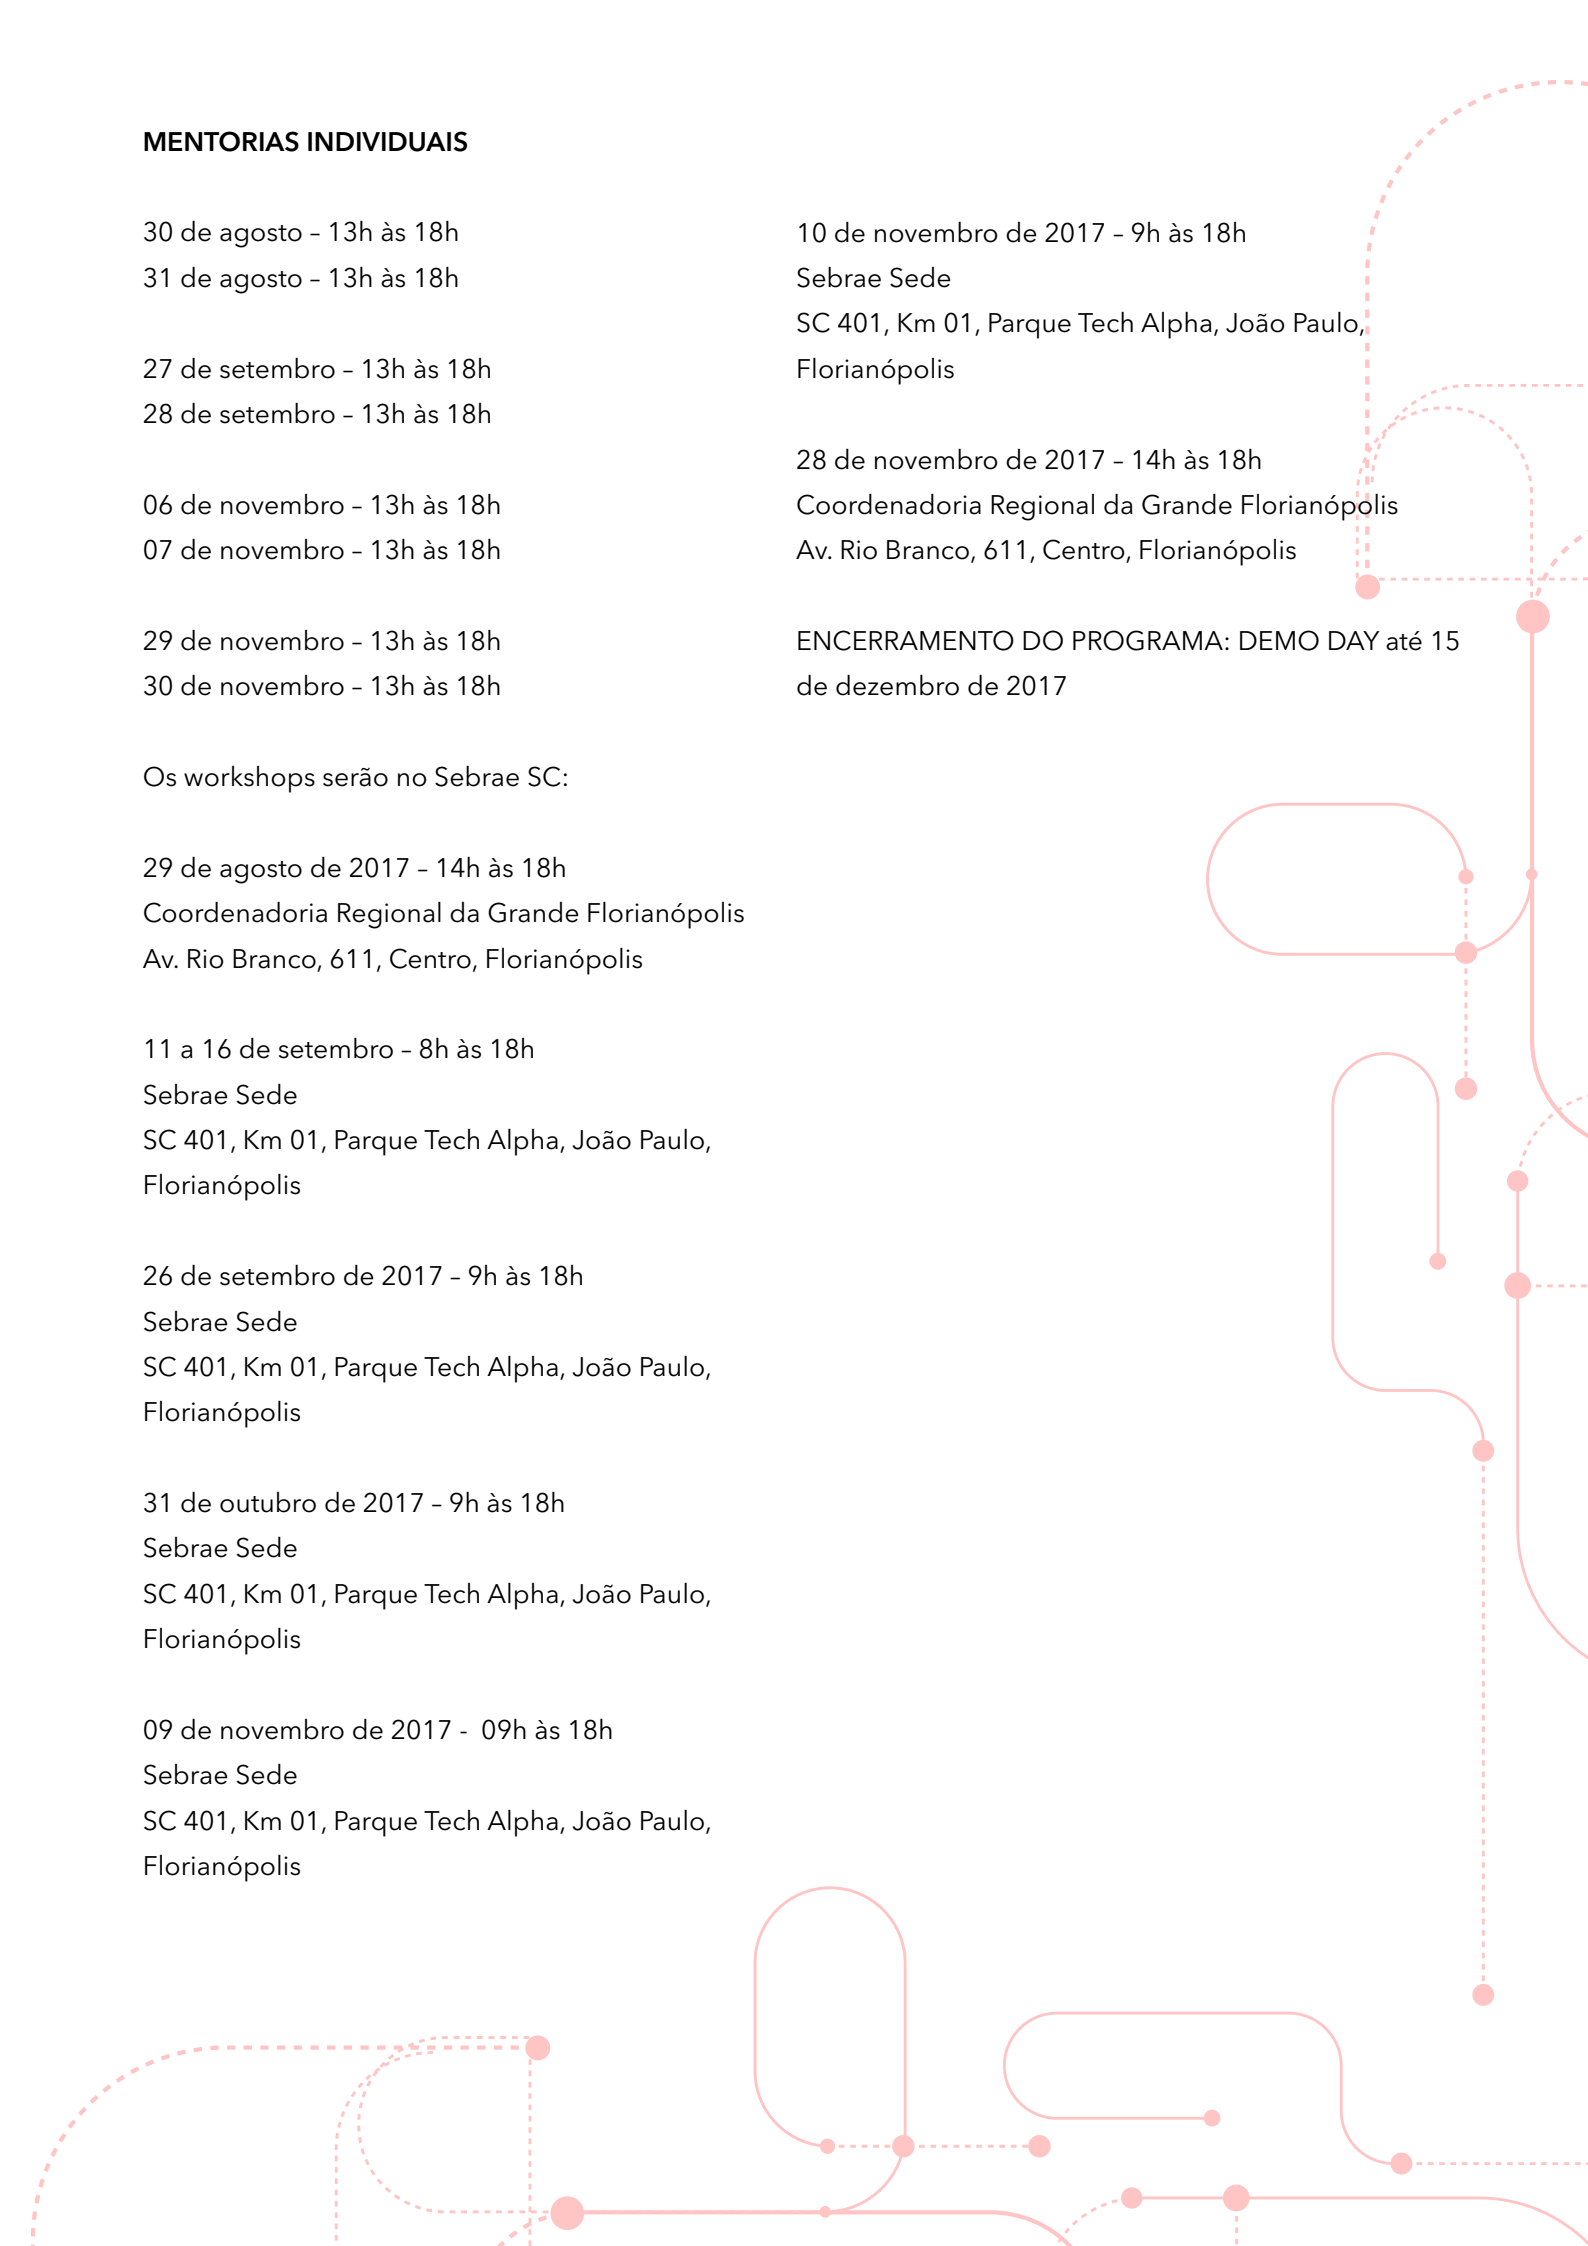 MENTORIAS INDIVIDUAIS
30 de agosto – 13h às 18h
31 de agosto – 13h às 18h
27 de setembro – 13h às 18h
28 de setembro – 13h às 18h
06 de novembro – 13h às 18h
07 de novembro – 13h às 18h
29 de novembro – 13h às 18h
30 de novembro – 13h às 18h
Os workshops serão no Sebrae SC:
29 de agosto de 2017 – 14h às 18h
Coordenadoria Regional da Grande Florianópolis
Av. Rio Branco, 611, Centro, Florianópolis
11 a 16 de setembro – 8h às 18h
Sebrae Sede
SC 401, Km 01, Parque Tech Alpha, João Paulo,
Florianópolis
26 de setembro de 2017 – 9h às 18h
Sebrae Sede
SC 401, Km 01, Parque Tech Alpha, João Paulo,
Florianópolis
31 de outubro de 2017 – 9h às 18h
Sebrae Sede
SC 401, Km 01, Parque Tech Alpha, João Paulo,
Florianópolis
09 de novembro de 2017 -  09h às 18h
Sebrae Sede
SC 401, Km 01, Parque Tech Alpha, João Paulo,
Florianópolis
10 de novembro de 2017 – 9h às 18h
Sebrae Sede
SC 401, Km 01, Parque Tech Alpha, João Paulo,
Florianópolis
28 de novembro de 2017 – 14h às 18h
Coordenadoria Regional da Grande Florianópolis
Av. Rio Branco, 611, Centro, Florianópolis
ENCERRAMENTO DO PROGRAMA: DEMO DAY até 15
de dezembro de 2017